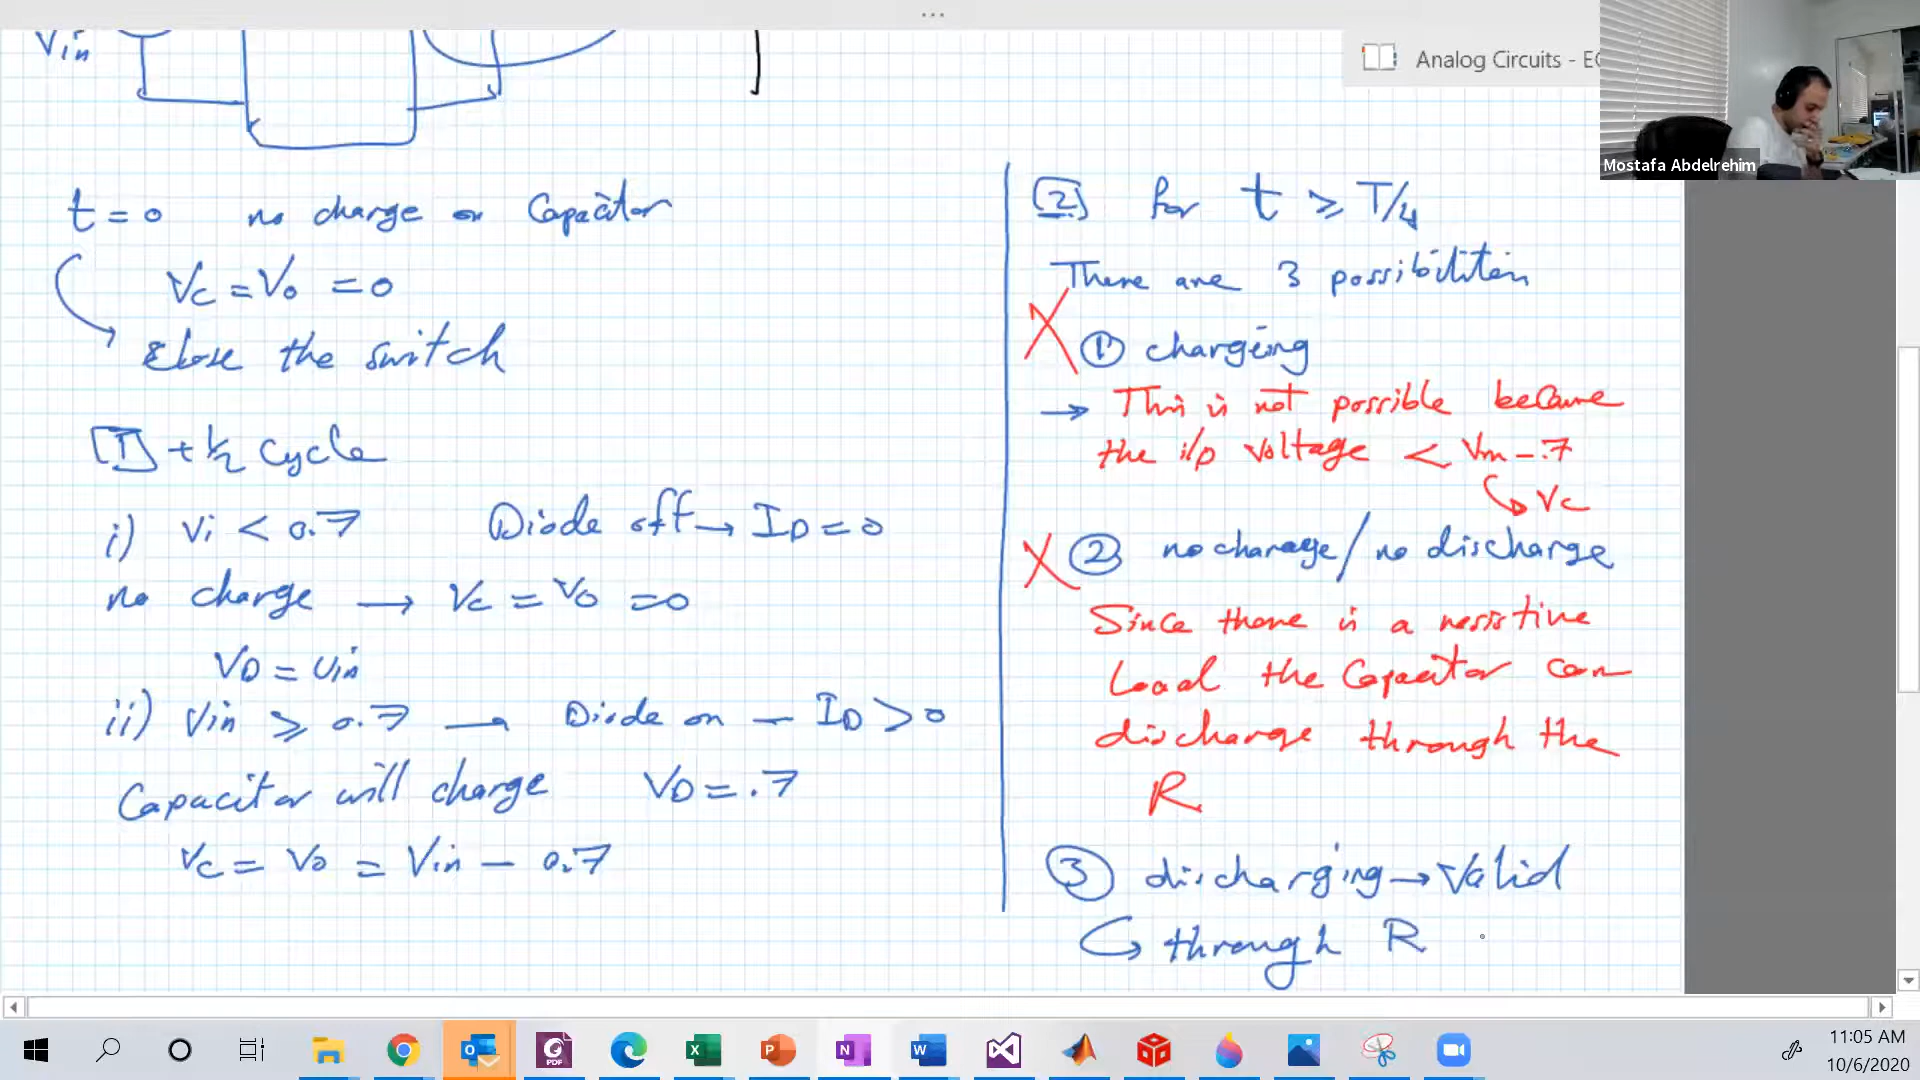 ...
Vin
Analog Circuits - EC
Mostafa Abdelrehim
t = 0 no charge on Capacitor
Vc = Vo = 0
Close the switch
[1] + ½ cycle
i) Vi < 0.7 Diode off → ID = 0
no charge → Vc = Vo = 0
VD = Vin
ii) Vin ≥ 0.7 → Diode on — ID > 0
Capacitor will charge VD = .7
Vc = Vo = Vin - 0.7
[2] for t ≥ T/4
There are 3 possibilities
X ① chargeing
→ This is not possible because
the i/p voltage < Vm - .7
↳ Vc
X ② no charage / no discharge
Since there is a resistive
Load the Capacitor can
discharge through the
R
③ discharging → Valid
↳ through R
11:05 AM
10/6/2020